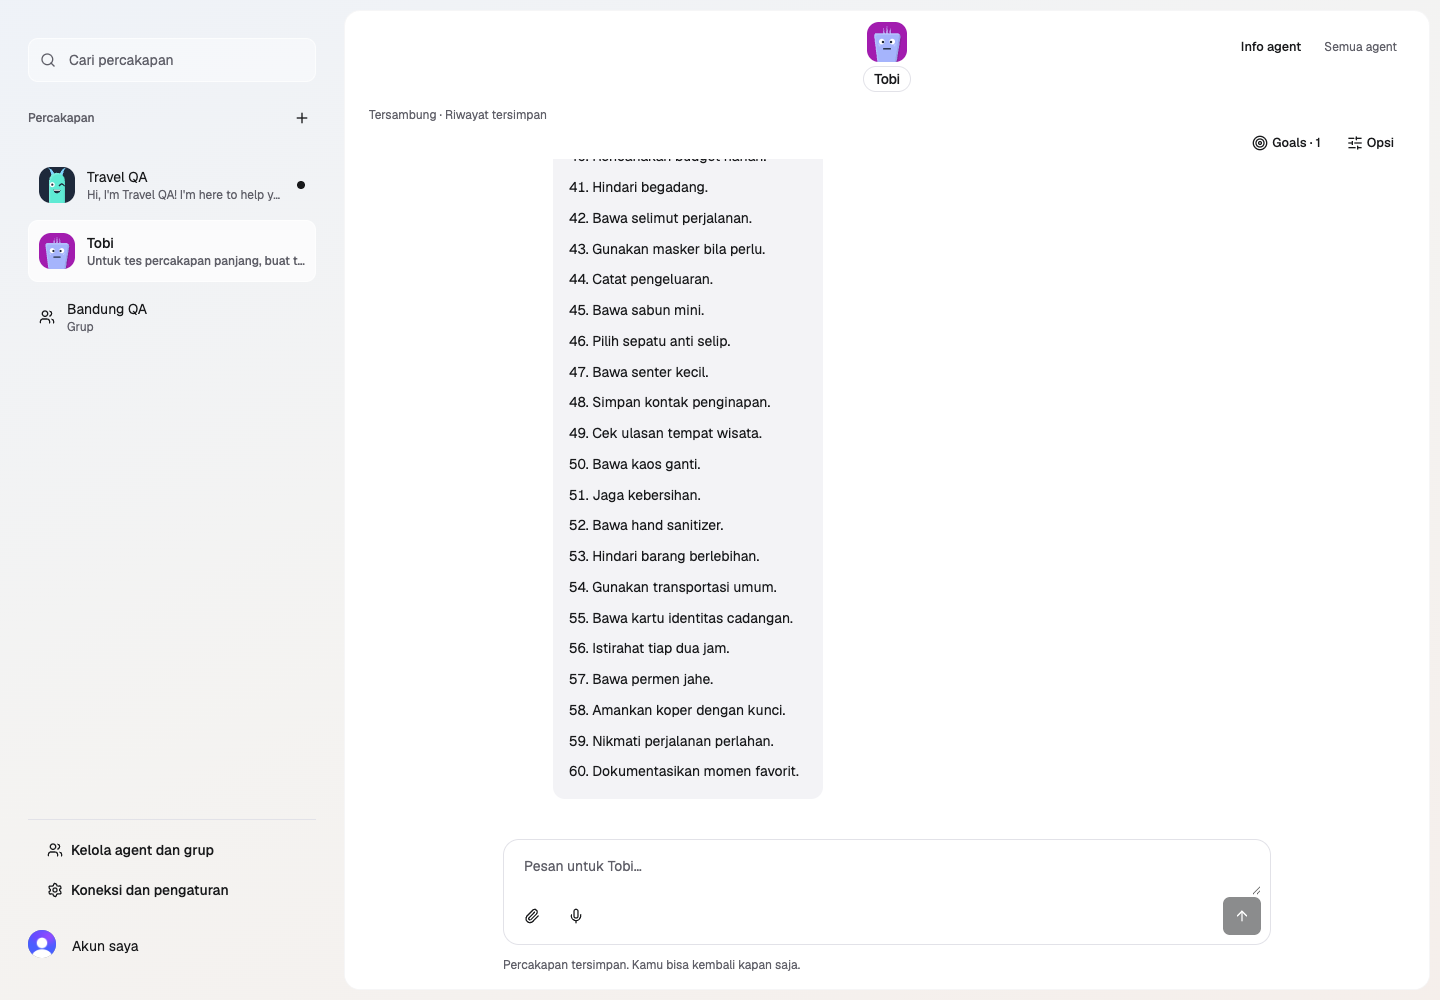 Cari percakapan
Percakapan
Travel QA
Hi, I'm Travel QA! I'm here to help y...
Tobi
Untuk tes percakapan panjang, buat t...
Bandung QA
Grup
Kelola agent dan grup
Koneksi dan pengaturan
Akun saya
Tobi
Info agent
Semua agent
Tersambung · Riwayat tersimpan
Goals · 1
Opsi
40. Rencanakan budget harian.
41. Hindari begadang.
42. Bawa selimut perjalanan.
43. Gunakan masker bila perlu.
44. Catat pengeluaran.
45. Bawa sabun mini.
46. Pilih sepatu anti selip.
47. Bawa senter kecil.
48. Simpan kontak penginapan.
49. Cek ulasan tempat wisata.
50. Bawa kaos ganti.
51. Jaga kebersihan.
52. Bawa hand sanitizer.
53. Hindari barang berlebihan.
54. Gunakan transportasi umum.
55. Bawa kartu identitas cadangan.
56. Istirahat tiap dua jam.
57. Bawa permen jahe.
58. Amankan koper dengan kunci.
59. Nikmati perjalanan perlahan.
60. Dokumentasikan momen favorit.
Pesan untuk Tobi...
Percakapan tersimpan. Kamu bisa kembali kapan saja.